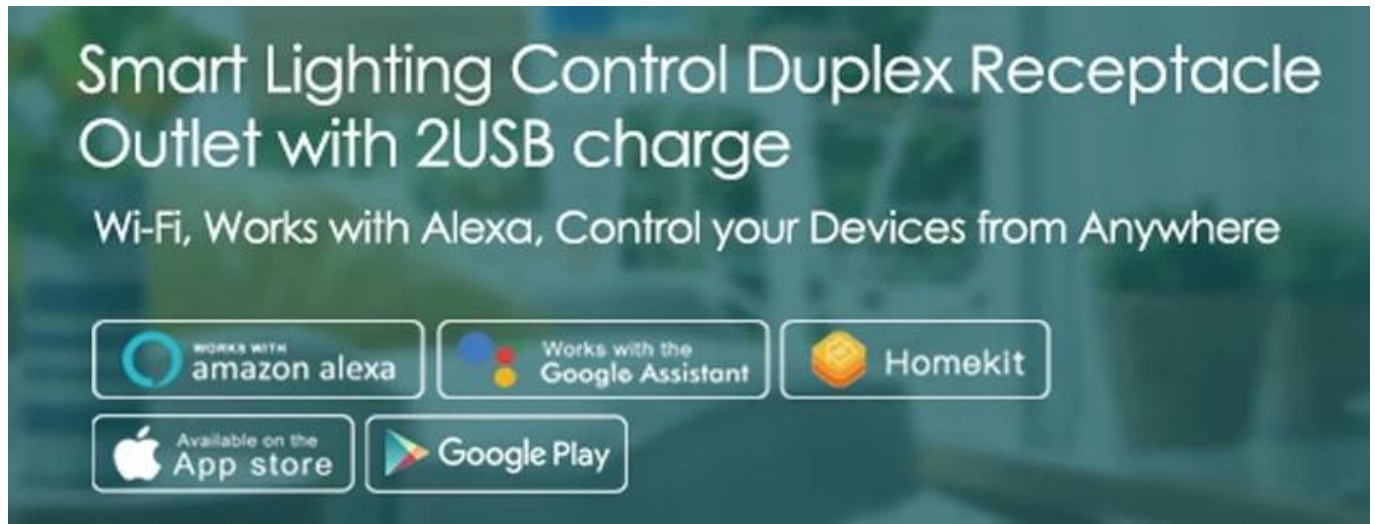 Smart Lighting Control Duplex Receptacle
Outlet with 2USB charge
Wi-Fi, Works with Alexa, Control your Devices from Anywhere
WORKS WITH
amazon alexa
Works with the
Google Assistant
Homekit
Available on the
App store
Google Play